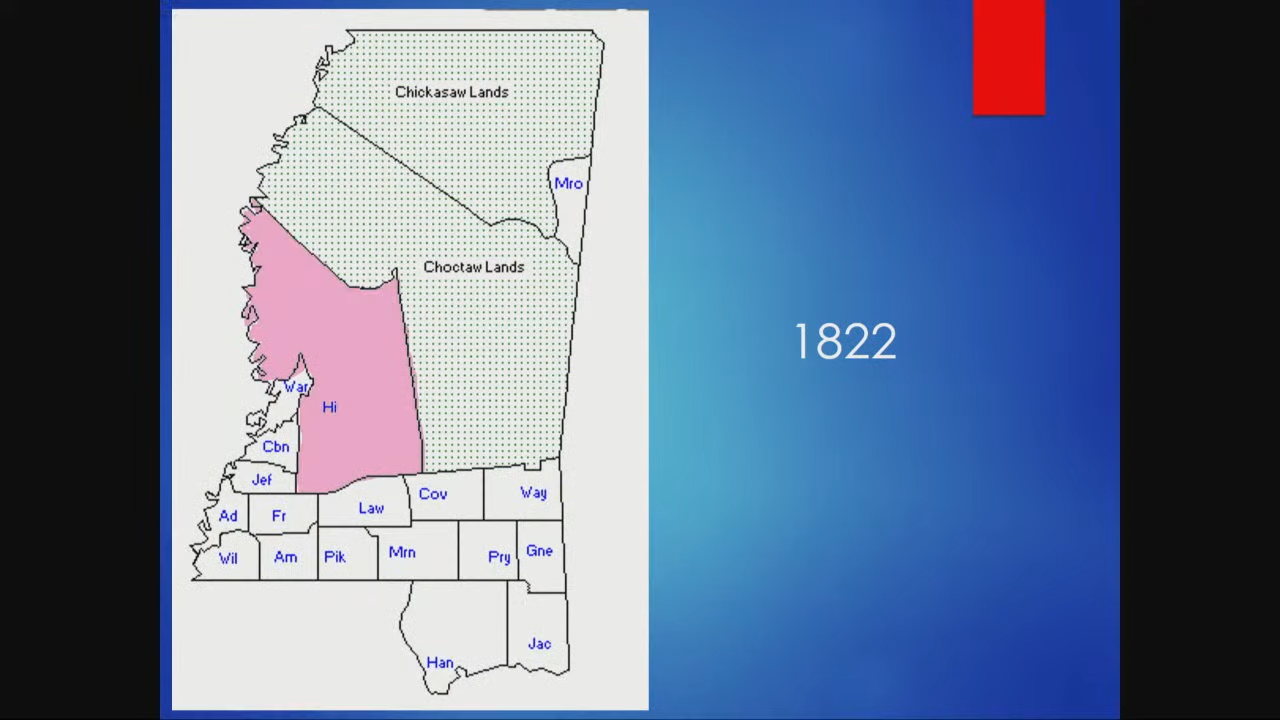 Chickasaw Lands
Mro
Choctaw Lands
1822
War
Hi
Cbn
Jef
Cov
Way
Law
Ad
Fr
Gne
Mrn
Pik
Am
Wil
Pry
Jac
Han